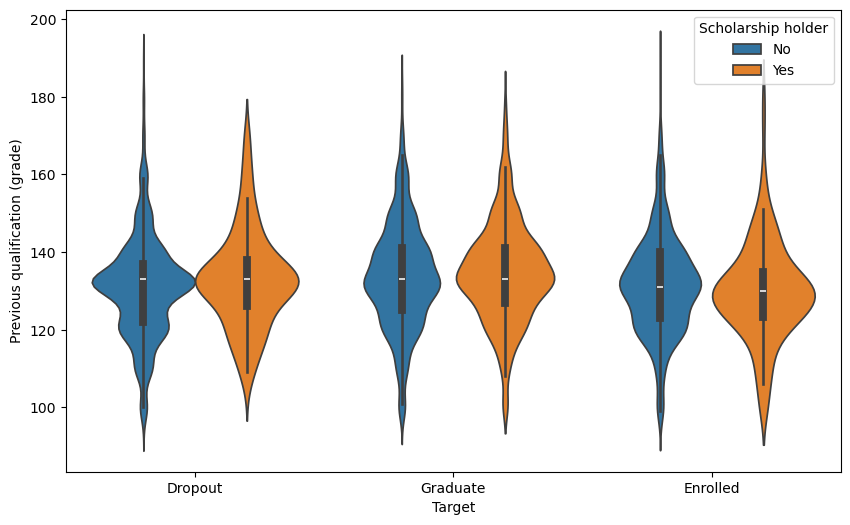 Scholarship holder
No
Yes
Previous qualification (grade)
200
180
160
140
120
100
Dropout
Graduate
Enrolled
Target